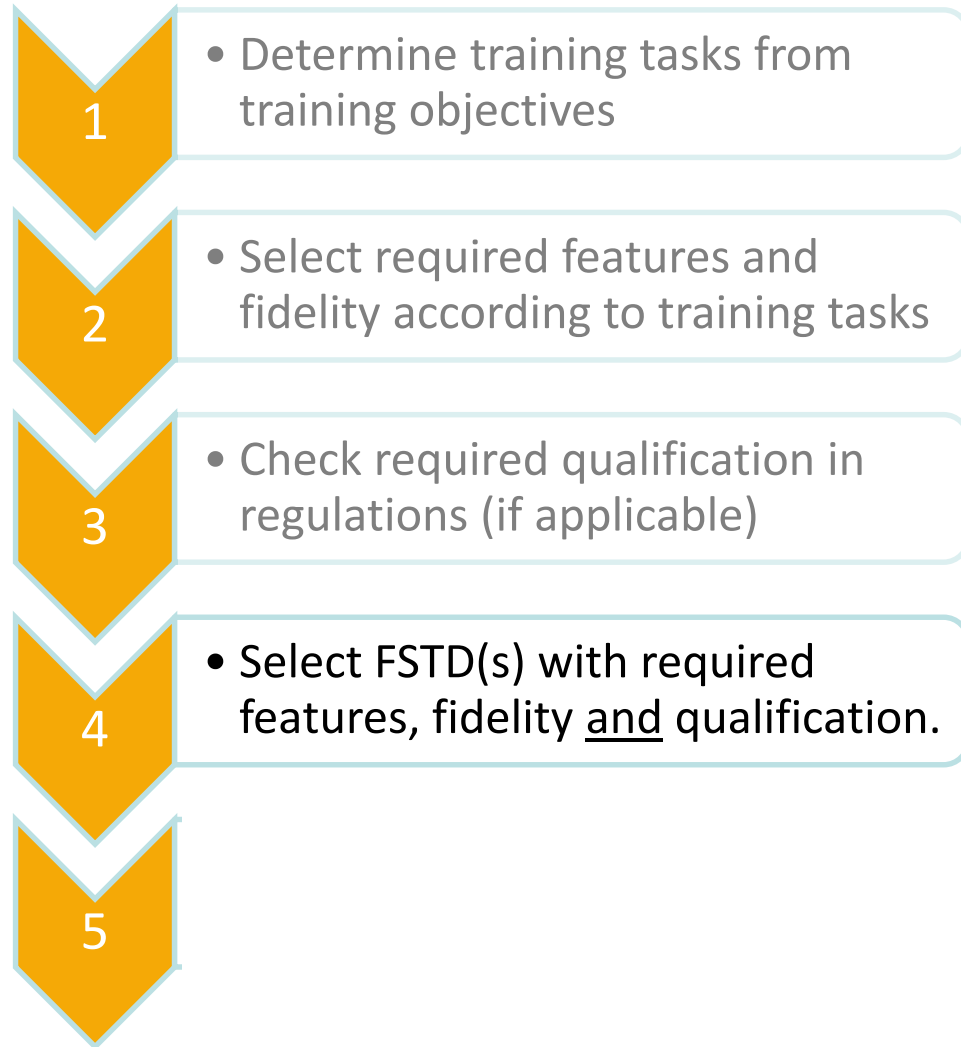 1
• Determine training tasks from
training objectives
2
• Select required features and
fidelity according to training tasks
3
• Check required qualification in
regulations (if applicable)
4
• Select FSTD(s) with required
features, fidelity and qualification.
5